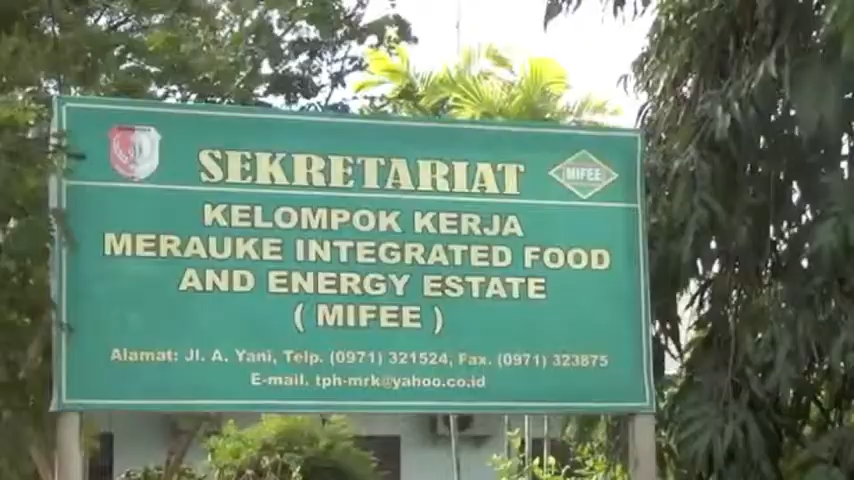 SEKRETARIAT
MIFEE
KELOMPOK KERJA
MERAUKE INTEGRATED FOOD
AND ENERGY ESTATE
( MIFEE )
Alamat: Jl. A. Yani, Telp. (0971) 321524, Fax. (0971) 323875
E-mail. tph-mrk@yahoo.co.id